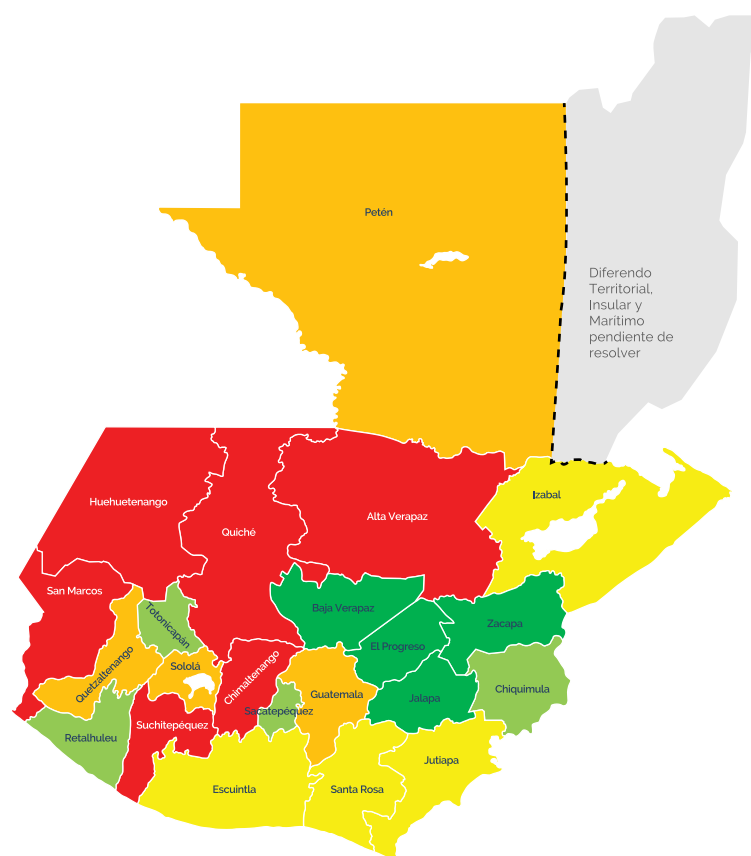 Petén
Diferendo
Territorial,
Insular y
Marítimo
pendiente de
resolver
Huehuetenango
Quiché
Alta Verapaz
Izabal
San Marcos
Totonicapán
Baja Verapaz
Zacapa
El Progreso
Quetzaltenango
Sololá
Chimaltenango
Guatemala
Chiquimula
Jalapa
Sacatepéquez
Suchitepéquez
Retalhuleu
Jutiapa
Escuintla
Santa Rosa